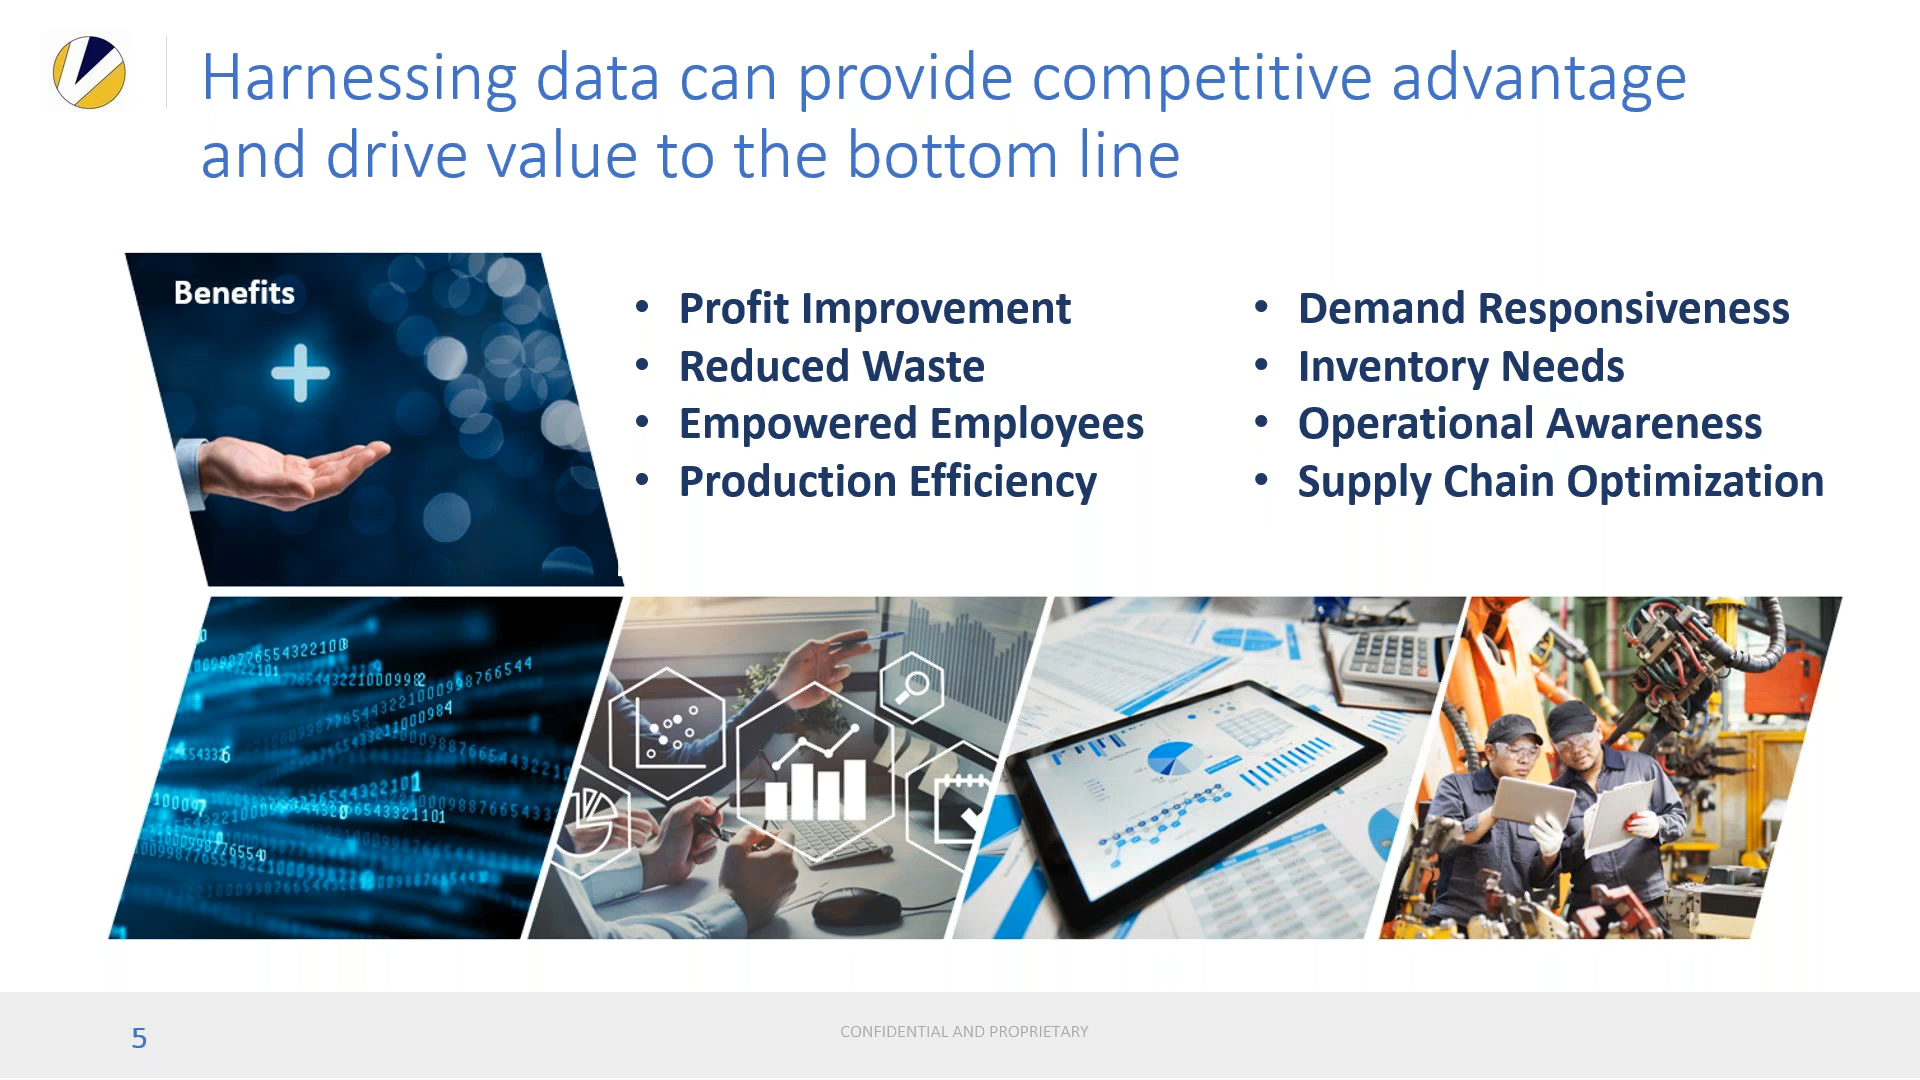 Harnessing data can provide competitive advantage
and drive value to the bottom line
Benefits
• Profit Improvement
• Reduced Waste
• Empowered Employees
• Production Efficiency
• Demand Responsiveness
• Inventory Needs
• Operational Awareness
• Supply Chain Optimization
5
CONFIDENTIAL AND PROPRIETARY